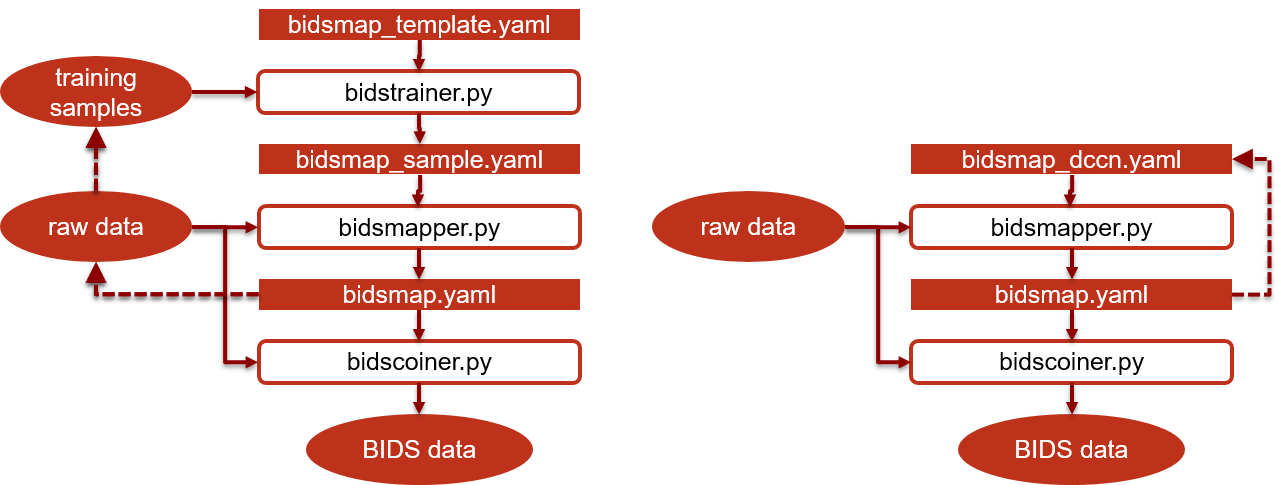 bidsmap_template.yaml
training
samples
bidstrainer.py
bidsmap_sample.yaml
raw data
bidsmapper.py
bidsmap.yaml
bidscoiner.py
BIDS data
bidsmap_dccn.yaml
raw data
bidsmapper.py
bidsmap.yaml
bidscoiner.py
BIDS data